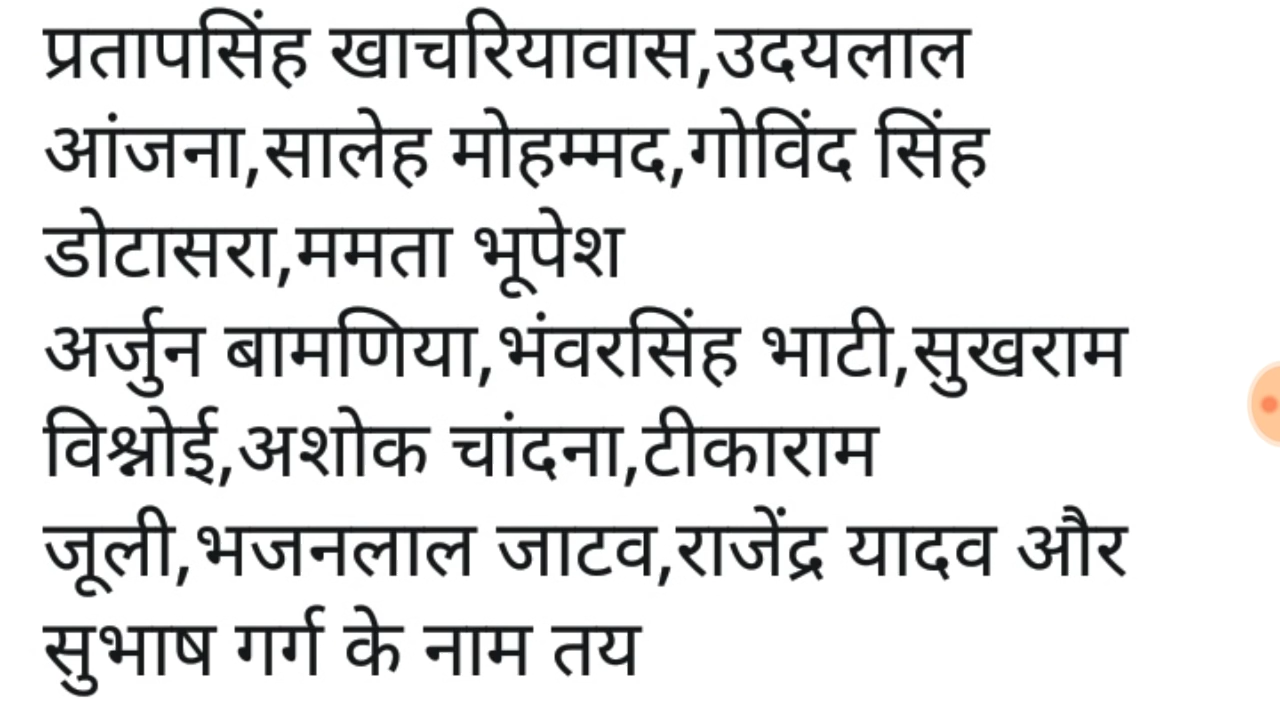 प्रतापसिंह खाचरियावास,उदयलाल
आंजना,सालेह मोहम्मद,गोविंद सिंह
डोटासरा,ममता भूपेश
अर्जुन बामणिया,भंवरसिंह भाटी,सुखराम
विश्नोई,अशोक चांदना,टीकाराम
जूली,भजनलाल जाटव,राजेंद्र यादव और
सुभाष गर्ग के नाम तय